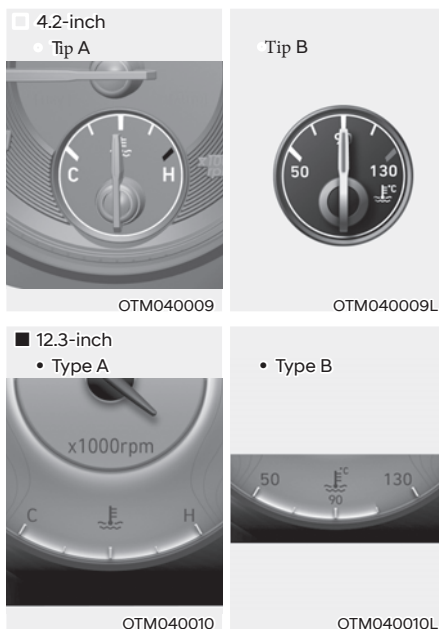 4.2-inch
Tip A
Tip B
C
H
OTM040009
50
90
130
°C
OTM040009L
■ 12.3-inch
• Type A
• Type B
x1000rpm
C
H
OTM040010
50
°C
90
130
OTM040010L